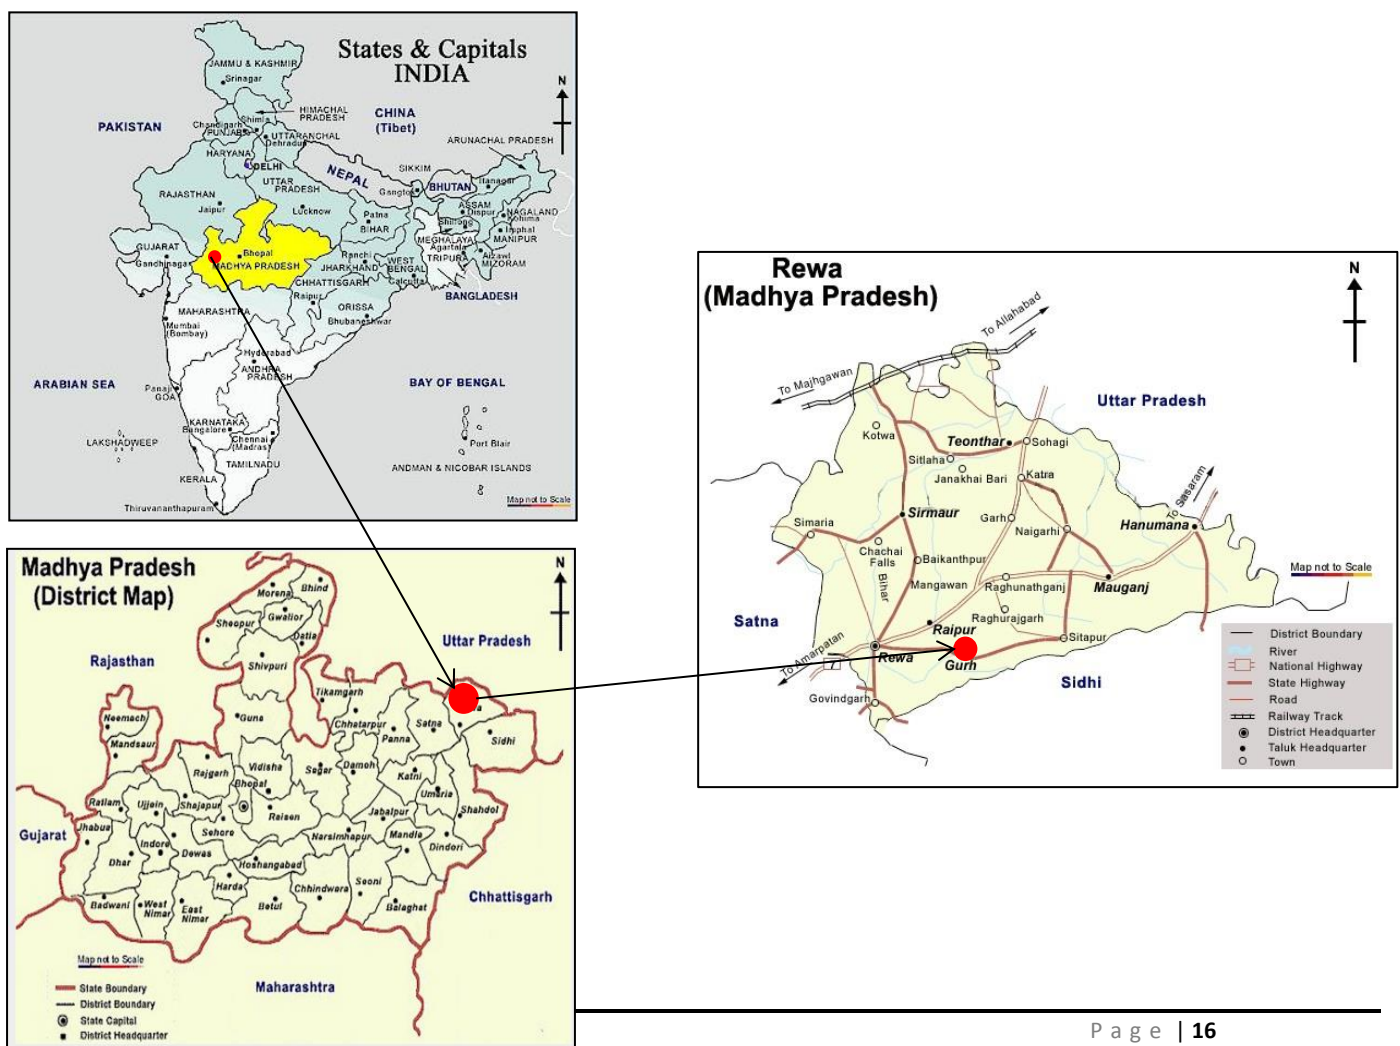 States & Capitals
INDIA
N
JAMMU & KASHMIR
Srinagar
HIMACHAL
PRADESH
CHINA
(Tibet)
PAKISTAN
Chandigarh
Shimla
PUNJAB
UTTARANCHAL
Dehradun
ARUNACHAL PRADESH
HARYANA
DELHI
NEPAL
SIKKIM
UTTAR
PRADESH
Gangtok
BHUTAN
Itanagar
RAJASTHAN
Jaipur
Lucknow
ASSAM
Dispur
NAGALAND
Kohima
Patna
BIHAR
Shillong
Imphal
MANIPUR
MEGHALAYA
Agartala
TRIPURA
Aizawl
MIZORAM
GUJARAT
Gandhinagar
Bhopal
MADHYA PRADESH
Ranchi
JHARKHAND
WEST
BENGAL
Calcutta
CHHATTISGARH
Raipur
BANGLADESH
ORISSA
Bhubaneshwar
MAHARASHTRA
Mumbai
(Bombay)
Hyderabad
ANDHRA
PRADESH
ARABIAN SEA
BAY OF BENGAL
Panaji
GOA
KARNATAKA
Bangalore
Chennai
(Madras)
LAKSHADWEEP
Port Blair
TAMILNADU
ANDMAN & NICOBAR ISLANDS
KERALA
Thiruvananthapuram
Map not to Scale
Rewa
(Madhya Pradesh)
N
To Allahabad
To Majhgawan
Uttar Pradesh
Kotwa
Teonthar
Sohagi
Sitlaha
Janakhai Bari
Katra
To Sasaram
Sirmaur
Garh
Simaria
Naigarhi
Hanumana
Chachai
Falls
Baikanthpur
Bihar
Mangawan
Raghunathganj
Mauganj
Map not to Scale
Raghurajgarh
Satna
Raipur
Sitapur
To Amarpatan
7
Rewa
Gurh
Sidhi
Govindgarh
District Boundary
River
National Highway
State Highway
Road
Railway Track
District Headquarter
Taluk Headquarter
Town
Madhya Pradesh
(District Map)
N
Morena
Bhind
Gwalior
Sheopur
Datia
Uttar Pradesh
Rajasthan
Shivpuri
Tikamgarh
Neemach
Guna
Chhatarpur
Satna
Panna
Sidhi
Mandsaur
Rajgarh
Vidisha
Sagar
Damoh
Katni
Bhopal
Umaria
Ratlam
Ujjain
Shajapur
Raisen
Jabalpur
Shahdol
Gujarat
Jhabua
Sehore
Narsimhapur
Mandla
Indore
Dewas
Dindori
Dhar
Hoshangabad
Harda
Chhindwara
Seoni
Chhattisgarh
Badwani
West
Nimar
East
Nimar
Betul
Balaghat
Map not to Scale
Maharashtra
State Boundary
District Boundary
State Capital
District Headquarter
Page | 16